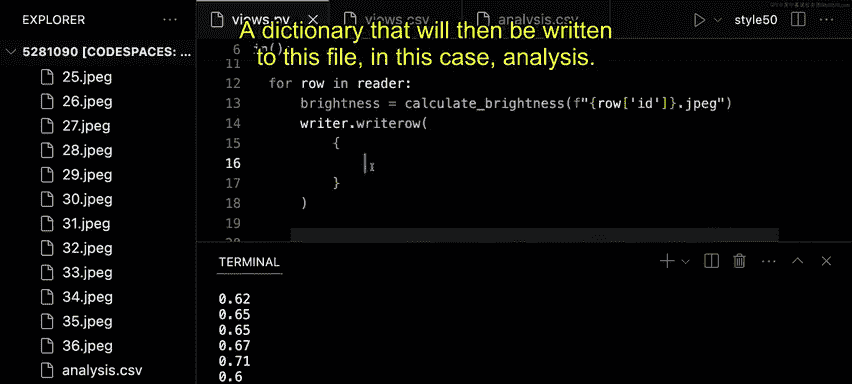 EXPLORER
5281090 [CODESPACES: ...
25.jpeg
26.jpeg
27.jpeg
28.jpeg
29.jpeg
30.jpeg
31.jpeg
32.jpeg
33.jpeg
34.jpeg
35.jpeg
36.jpeg
analysis.csv
views.py
views.csv
analysis.csv
style50
A dictionary that will then be written
to this file, in this case, analysis.
6
11
12 for row in reader:
13 brightness = calculate_brightness(f"{row['id']}.jpeg")
14 writer.writerow(
15 {
16
17 }
18 )
19
TERMINAL
0.62
0.65
0.65
0.67
0.71
0.6